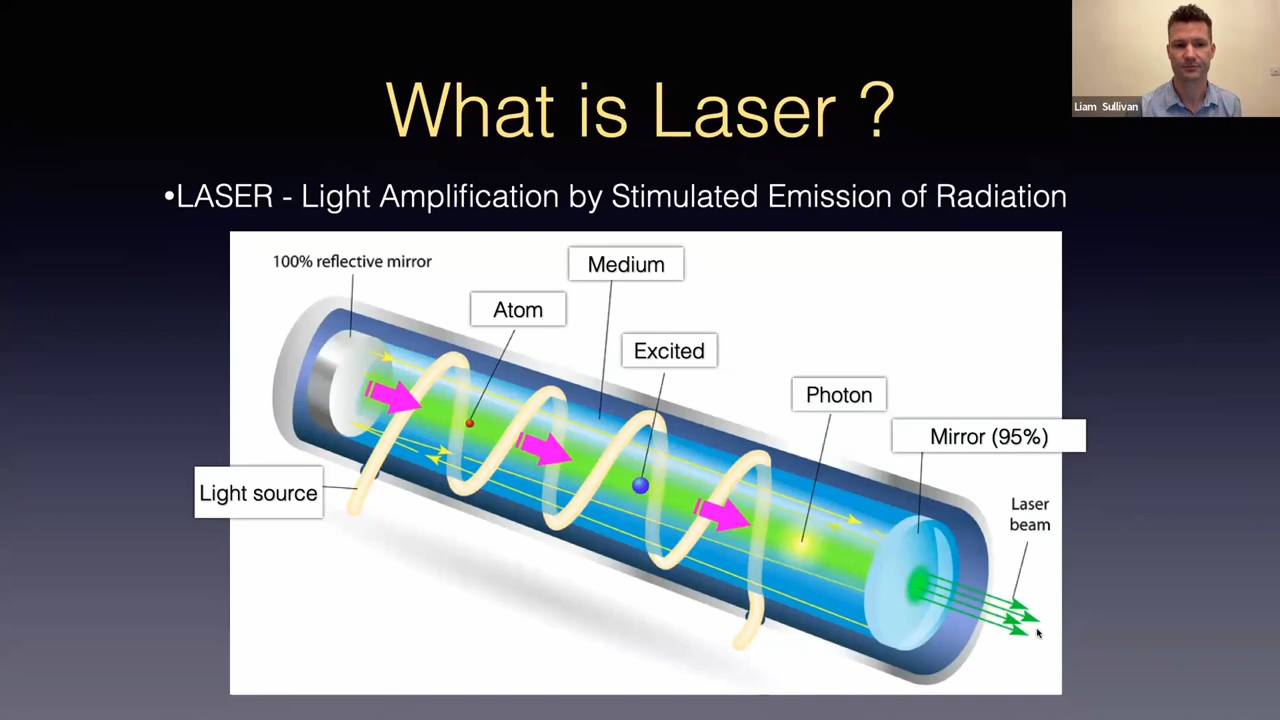 Liam Sullivan
What is Laser ?
•LASER - Light Amplification by Stimulated Emission of Radiation
100% reflective mirror
Medium
Atom
Excited
Photon
Mirror (95%)
Light source
Laser
beam